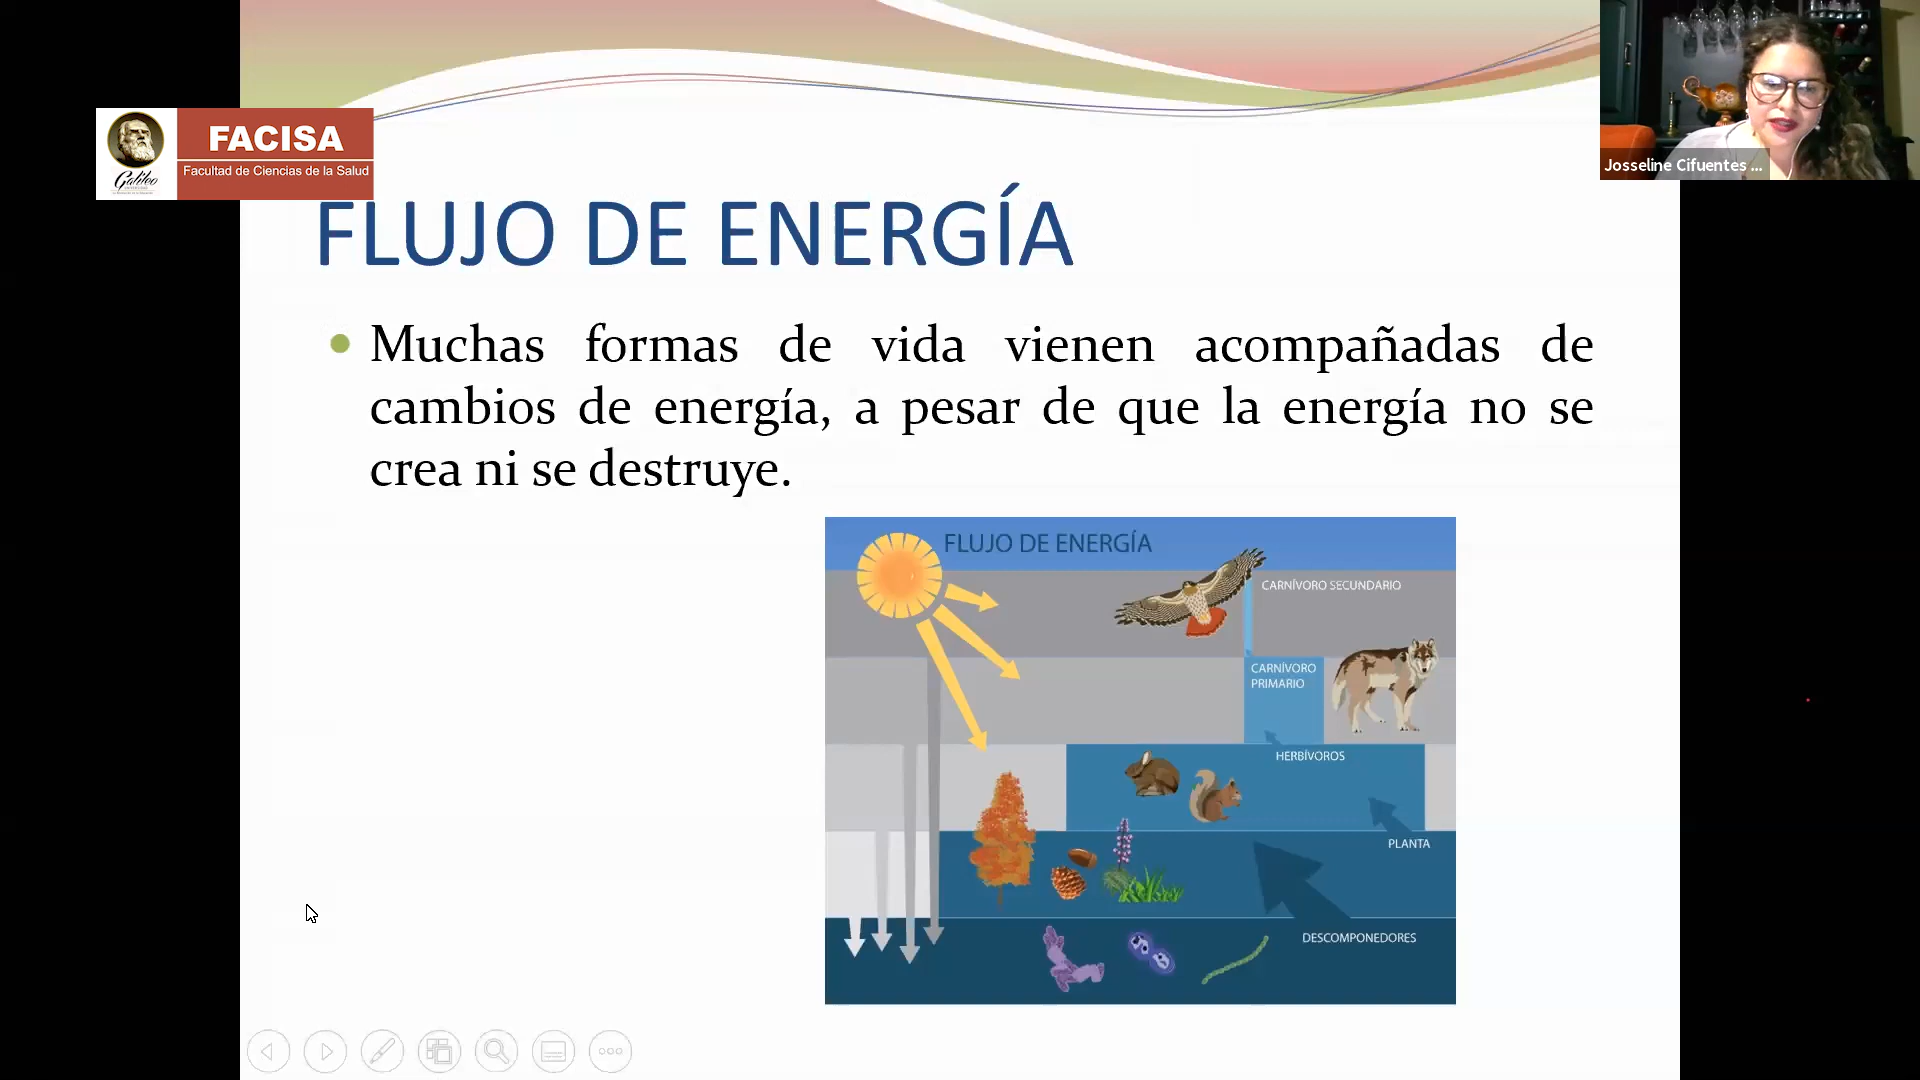 FACISA
Facultad de Ciencias de la Salud
Galileo
Josseline Cifuentes ...
FLUJO DE ENERGÍA
Muchas formas de vida vienen acompañadas de
cambios de energía, a pesar de que la energía no se
crea ni se destruye.
FLUJO DE ENERGÍA
CARNÍVORO SECUNDARIO
CARNÍVORO
PRIMARIO
HERBÍVOROS
PLANTA
DESCOMPONEDORES